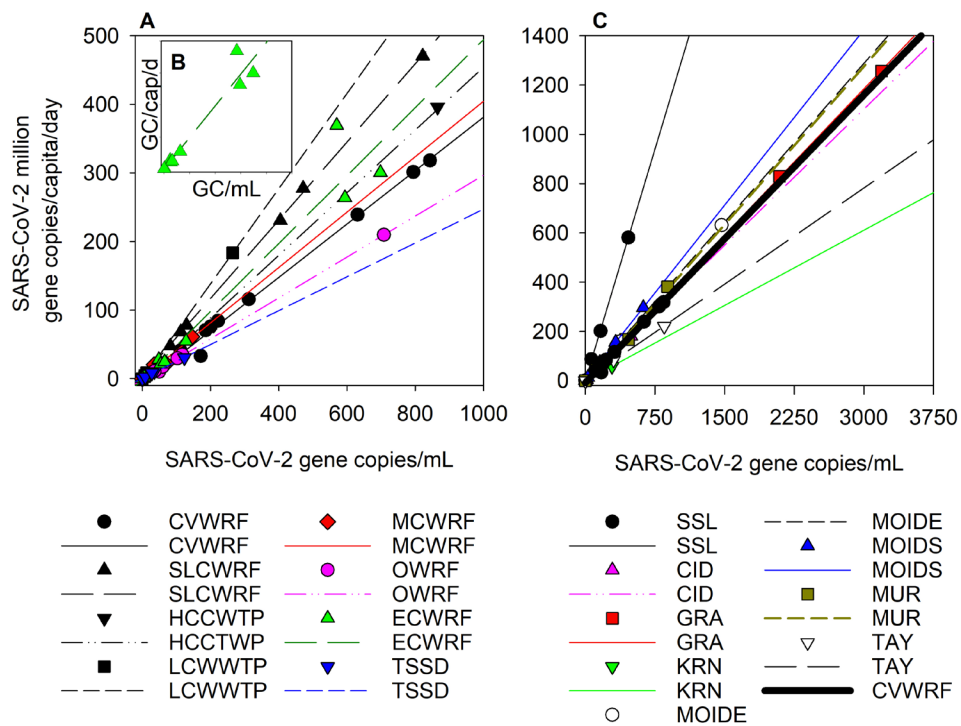 A
B
C
SARS-CoV-2 million
gene copies/capita/day
500
400
300
200
100
0
GC/cap/d
GC/mL
0 200 400 600 800 1000
SARS-CoV-2 gene copies/mL
1400
1200
1000
800
600
400
200
0
0 750 1500 2250 3000 3750
SARS-CoV-2 gene copies/mL
CVWRF
CVWRF
SLCWRF
SLCWRF
HCCWTP
HCCTWP
LCWWTP
LCWWTP
MCWRF
MCWRF
OWRF
OWRF
ECWRF
ECWRF
TSSD
TSSD
SSL
SSL
CID
CID
GRA
GRA
KRN
KRN
MOIDE
MOIDE
MOIDS
MOIDS
MUR
MUR
TAY
TAY
CVWRF